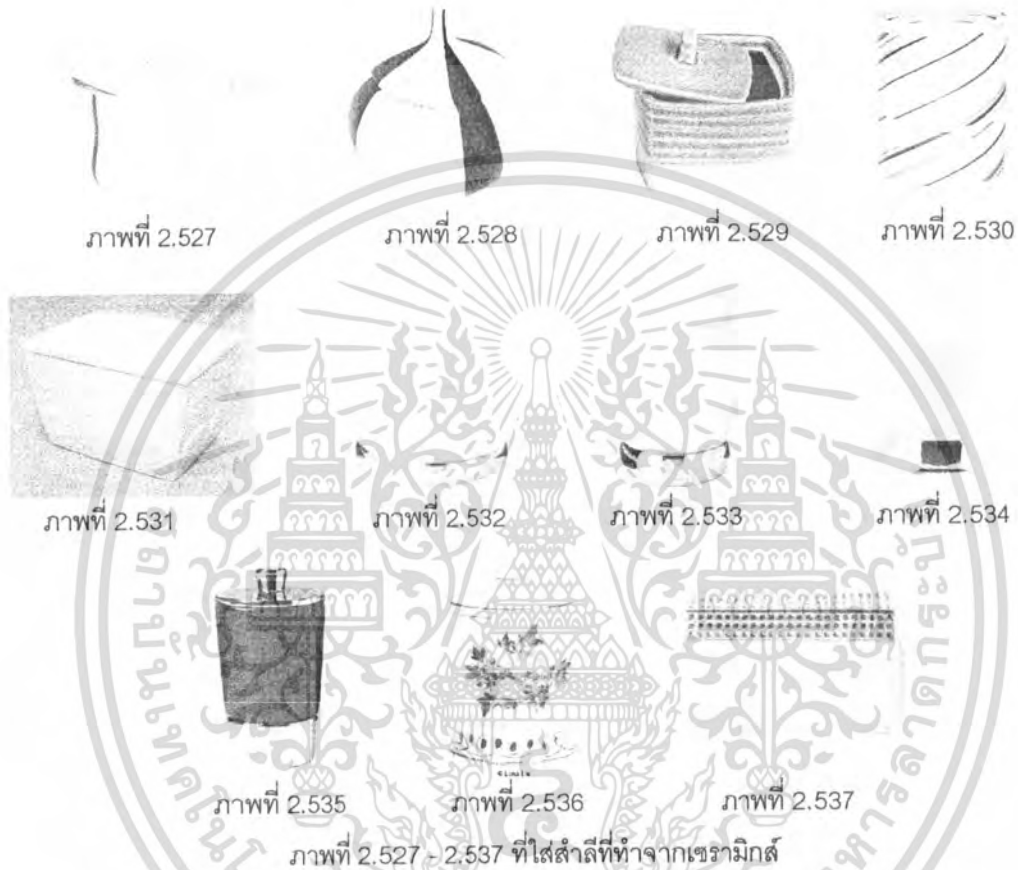 ภาพที่ 2.527
ภาพที่ 2.528
ภาพที่ 2.529
ภาพที่ 2.530
ภาพที่ 2.531
ภาพที่ 2.532
ภาพที่ 2.533
ภาพที่ 2.534
ภาพที่ 2.535
ภาพที่ 2.536
ภาพที่ 2.537
ภาพที่ 2.527 - 2.537 ที่ใส่สำลีที่ทำจากเซรามิกส์